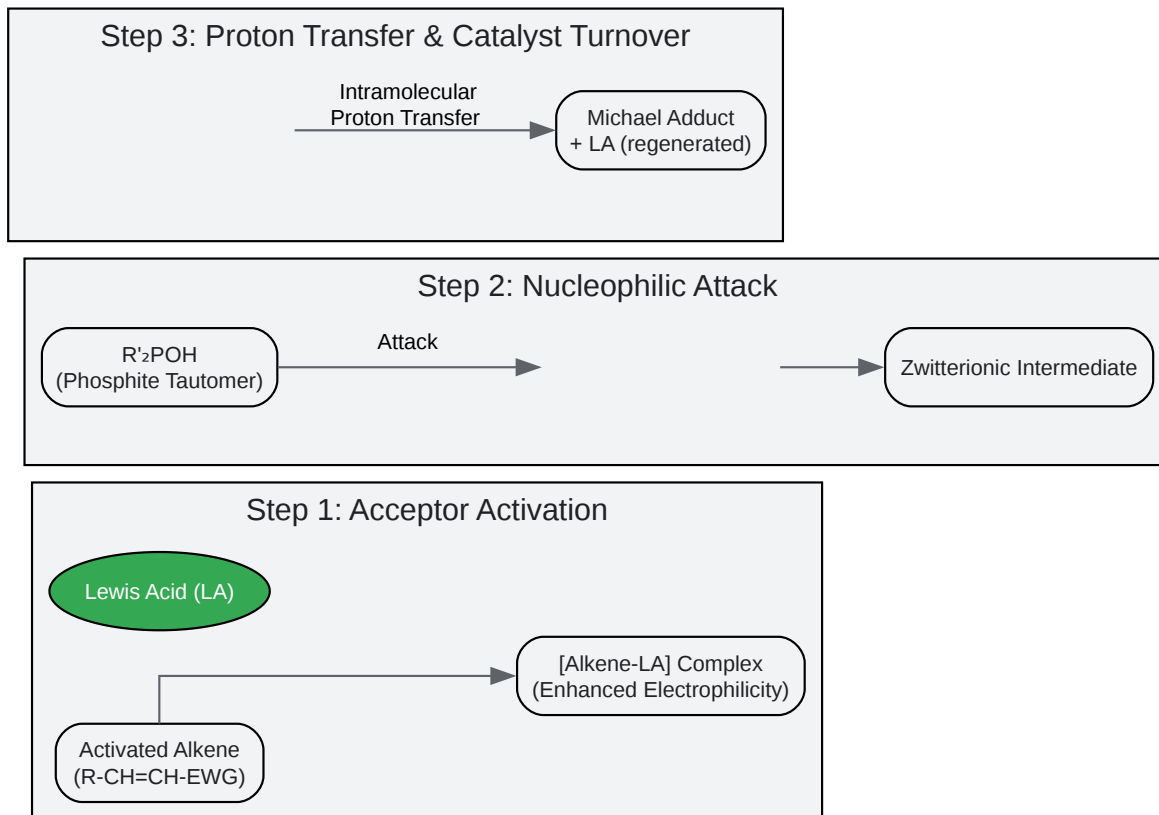 Step 3: Proton Transfer & Catalyst Turnover
Intramolecular
Proton Transfer
Michael Adduct
+ LA (regenerated)
Step 2: Nucleophilic Attack
R'₂POH
(Phosphite Tautomer)
Attack
Zwitterionic Intermediate
Step 1: Acceptor Activation
Lewis Acid (LA)
[Alkene-LA] Complex
(Enhanced Electrophilicity)
Activated Alkene
(R-CH=CH-EWG)